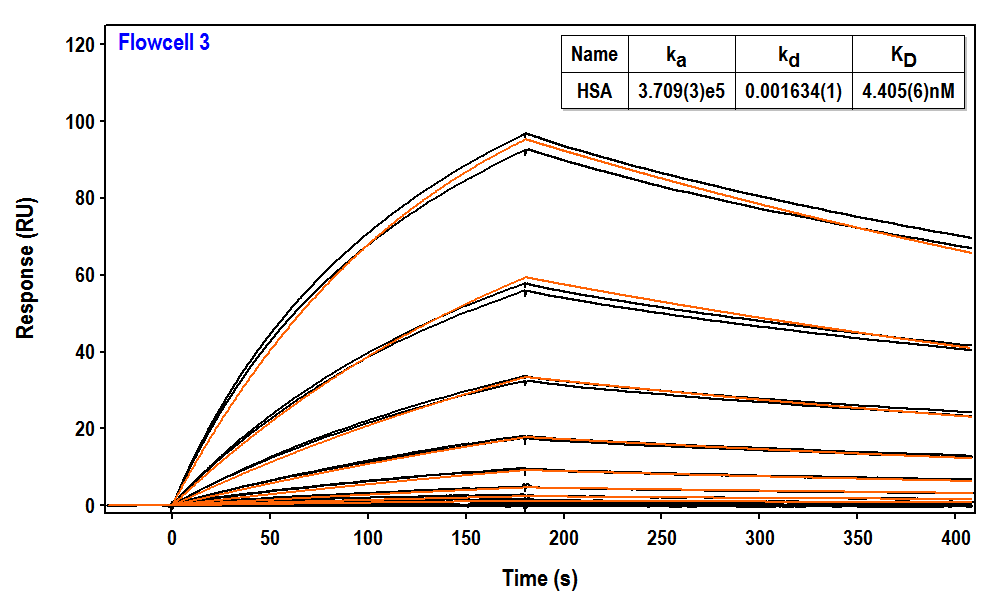 Flowcell 3
Name ka kd KD
HSA 3.709(3)e5 0.001634(1) 4.405(6)nM
120
100
80
60
40
20
0
Response (RU)
0 50 100 150 200 250 300 350 400
Time (s)